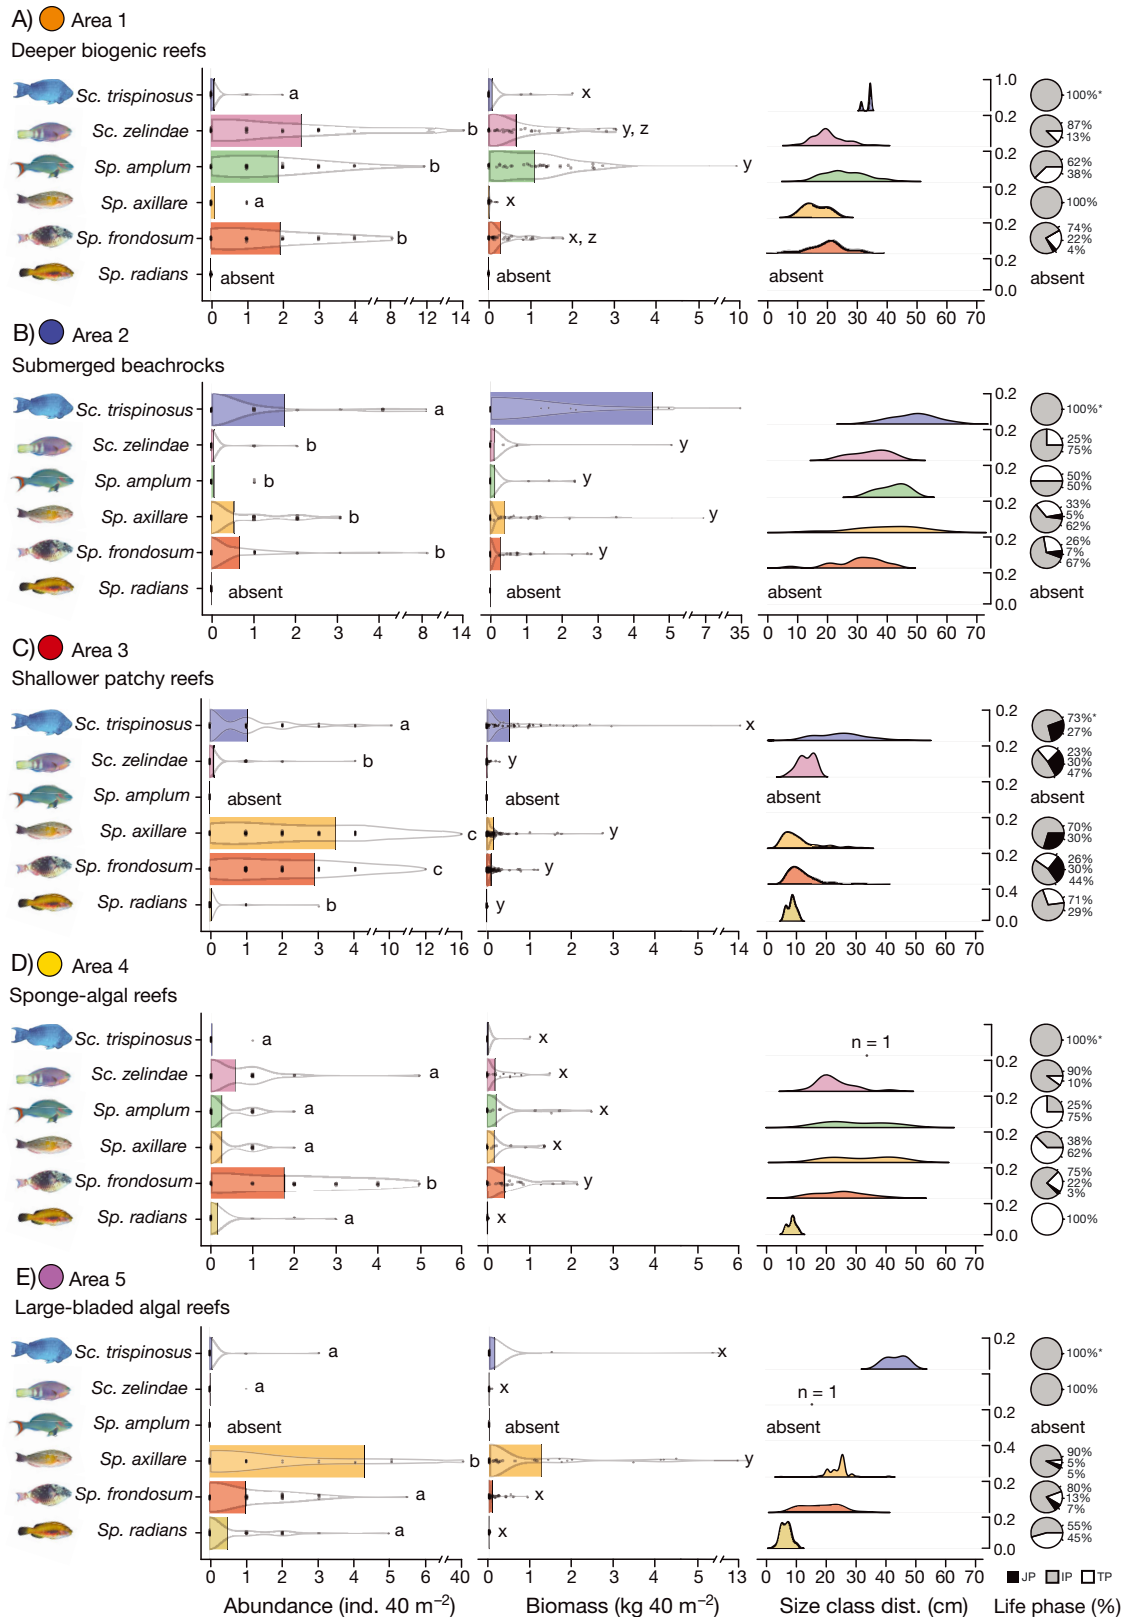 A) Area 1
Deeper biogenic reefs
Sc. trispinosus a x 1.0 100%*
Sc. zelindae b y, z 0.2 87%
13%
Sp. amplum b y 0.2 62%
38%
Sp. axillare a x 0.2 100%
Sp. frondosum b x, z 0.2 74%
22%
4%
Sp. radians absent absent 0.2 absent absent
0.0
0 1 2 3 4 8 12 14 0 1 2 3 4 5 10 0 10 20 30 40 50 60 70
B) Area 2
Submerged beachrocks
Sc. trispinosus a 0.2 100%*
Sc. zelindae b y 0.2 25%
75%
Sp. amplum b y 0.2 50%
50%
Sp. axillare b y 0.2 33%
5%
62%
Sp. frondosum b y 0.2 26%
7%
67%
Sp. radians absent absent absent 0.2 absent
0.0
0 1 2 3 4 8 14 0 1 3 4 5 7 35 0 10 20 30 40 50 60 70
C) Area 3
Shallower patchy reefs
Sc. trispinosus a x 0.2 73%*
27%
Sc. zelindae b y 0.2 23%
30%
47%
Sp. amplum absent absent absent 0.2 absent
Sp. axillare c y 0.2 70%
30%
Sp. frondosum c y 0.2 26%
30%
44%
Sp. radians b y 0.4 71%
29%
0.0
0 1 2 3 4 10 12 16 0 1 2 3 4 5 14 0 10 20 30 40 50 60 70
D) Area 4
Sponge-algal reefs
Sc. trispinosus a x n = 1 100%*
Sc. zelindae a x 0.2 90%
10%
Sp. amplum a x 0.2 25%
75%
Sp. axillare a x 0.2 38%
62%
Sp. frondosum b y 0.2 75%
22%
3%
Sp. radians a x 0.2 100%
0.0
0 1 2 3 4 5 6 0 1 2 3 4 5 6 0 10 20 30 40 50 60 70
E) Area 5
Large-bladed algal reefs
Sc. trispinosus a x 0.2 100%*
Sc. zelindae a x n = 1 100%
Sp. amplum absent absent absent 0.2 absent
Sp. axillare b y 0.4 90%
5%
5%
Sp. frondosum a x 0.2 80%
13%
7%
Sp. radians a x 0.2 55%
45%
0.0
0 1 2 3 4 5 6 40 0 1 2 3 4 5 6 13 0 10 20 30 40 50 60 70
JP IP TP
Abundance (ind. 40 m⁻²) Biomass (kg 40 m⁻²) Size class dist. (cm) Life phase (%)